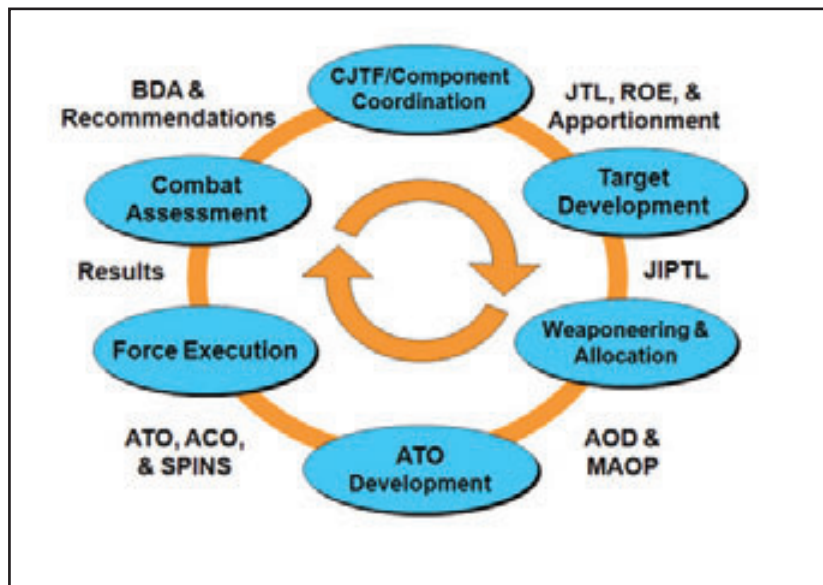 CJTF/Component
Coordination
JTL, ROE, &
Apportionment
Target
Development
JIPTL
Weaponeering &
Allocation
AOD &
MAOP
ATO
Development
ATO, ACO,
& SPINS
Force Execution
Results
Combat
Assessment
BDA &
Recommendations